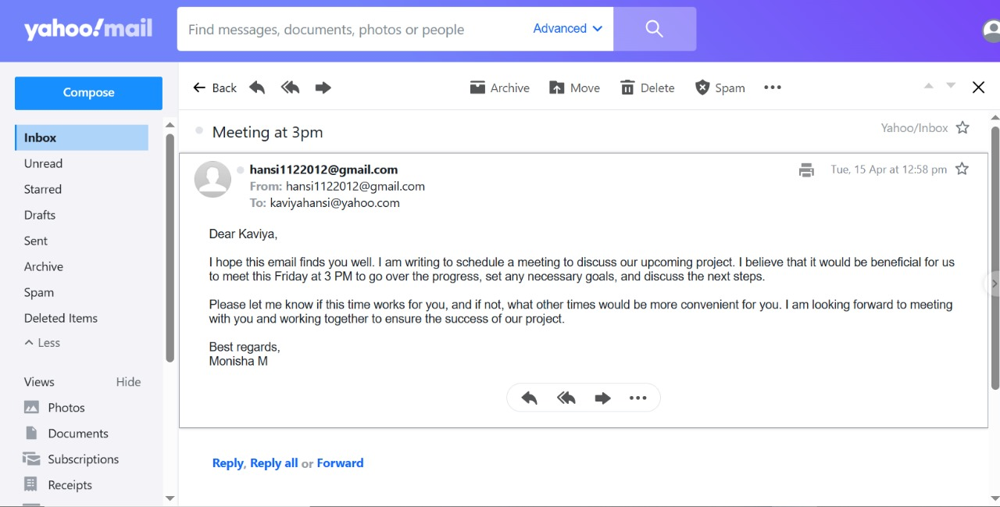 yahoo!mail
Find messages, documents, photos or people
Advanced
Compose
Inbox
Unread
Starred
Drafts
Sent
Archive
Spam
Deleted Items
Less
Views Hide
Photos
Documents
Subscriptions
Receipts
Back
Archive
Move
Delete
Spam
Meeting at 3pm
Yahoo/Inbox
hansi1122012@gmail.com
Tue, 15 Apr at 12:58 pm
From: hansi1122012@gmail.com
To: kaviyahansi@yahoo.com
Dear Kaviya,
I hope this email finds you well. I am writing to schedule a meeting to discuss our upcoming project. I believe that it would be beneficial for us
to meet this Friday at 3 PM to go over the progress, set any necessary goals, and discuss the next steps.
Please let me know if this time works for you, and if not, what other times would be more convenient for you. I am looking forward to meeting
with you and working together to ensure the success of our project.
Best regards,
Monisha M
Reply, Reply all or Forward